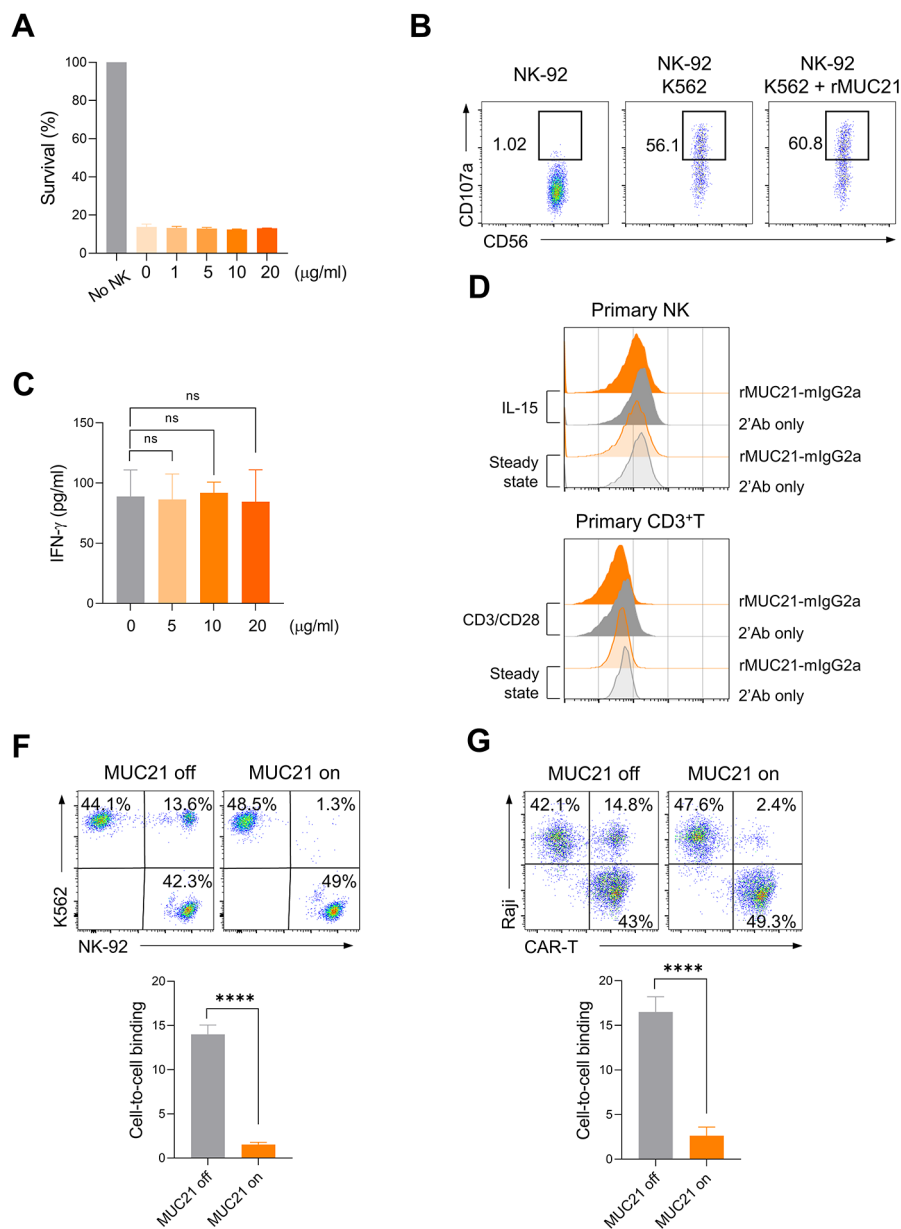 A
Survival (%)
100
80
60
40
20
0
No NK
0
1
5
10
20
(μg/ml)
B
NK-92
NK-92
K562
NK-92
K562 + rMUC21
1.02
56.1
60.8
CD107a
CD56
C
IFN-γ (pg/ml)
150
100
50
0
ns
ns
ns
0
5
10
20
(μg/ml)
D
Primary NK
IL-15
Steady
state
rMUC21-mIgG2a
2'Ab only
rMUC21-mIgG2a
2'Ab only
Primary CD3⁺T
CD3/CD28
Steady
state
rMUC21-mIgG2a
2'Ab only
rMUC21-mIgG2a
2'Ab only
F
MUC21 off
MUC21 on
44.1%
13.6%
48.5%
1.3%
42.3%
49%
K562
NK-92
Cell-to-cell binding
20
15
10
5
0
****
MUC21 off
MUC21 on
G
MUC21 off
MUC21 on
42.1%
14.8%
47.6%
2.4%
43%
49.3%
Raji
CAR-T
Cell-to-cell binding
20
15
10
5
0
****
MUC21 off
MUC21 on